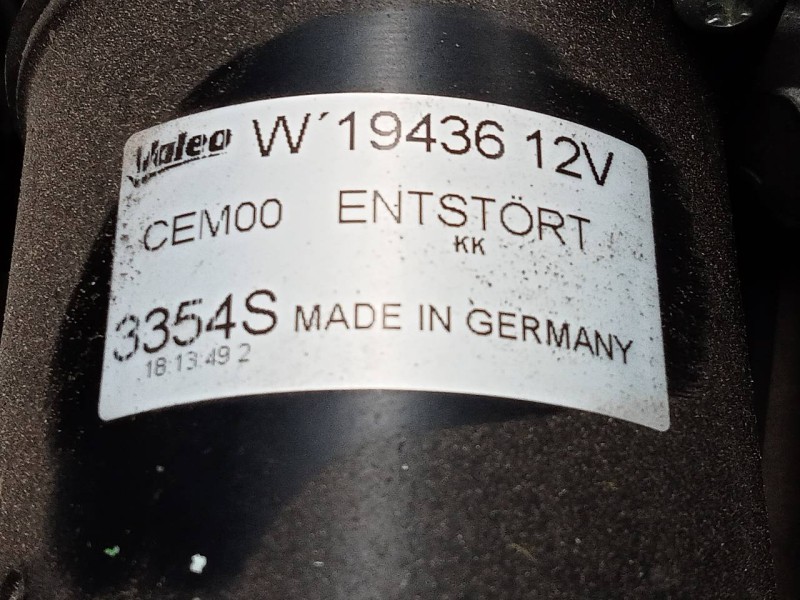 Valeo W´19436 12V
CEM00 ENTSTÖRT
KK
3354S MADE IN GERMANY
18:13:49 2